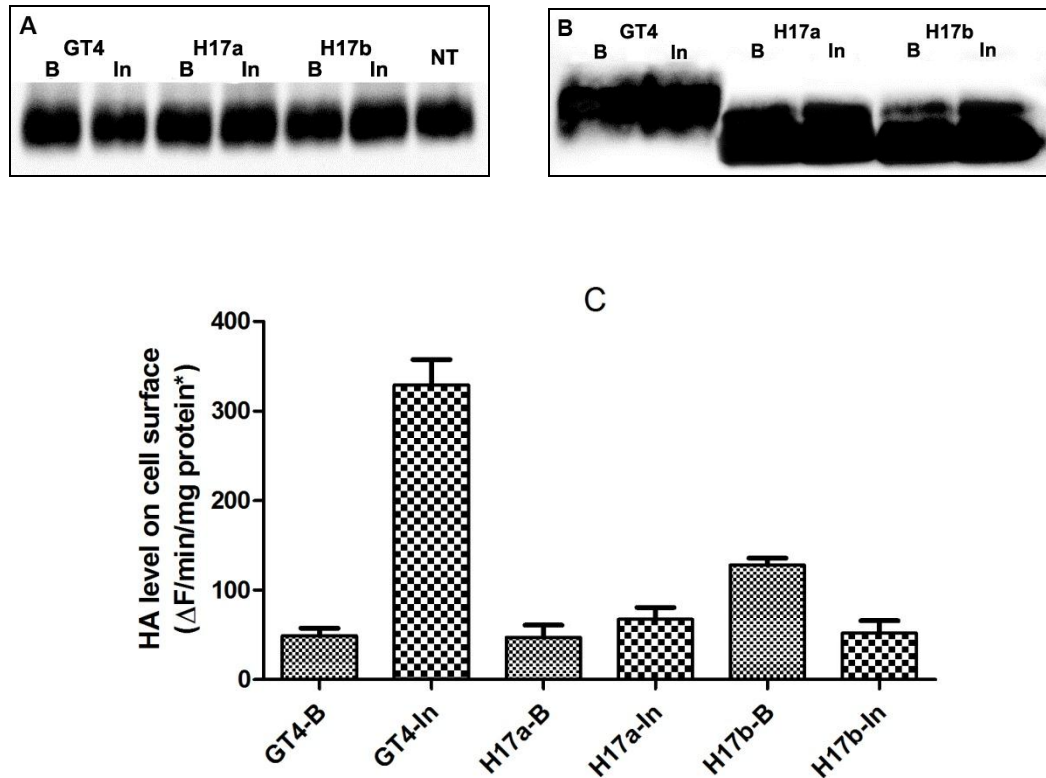 A
GT4 H17a H17b NT
B In B In B In
B
GT4 H17a H17b
B In B In B In
C
HA level on cell surface
(ΔF/min/mg protein*)
400
300
200
100
0
GT4-B
GT4-In
H17a-B
H17a-In
H17b-B
H17b-In